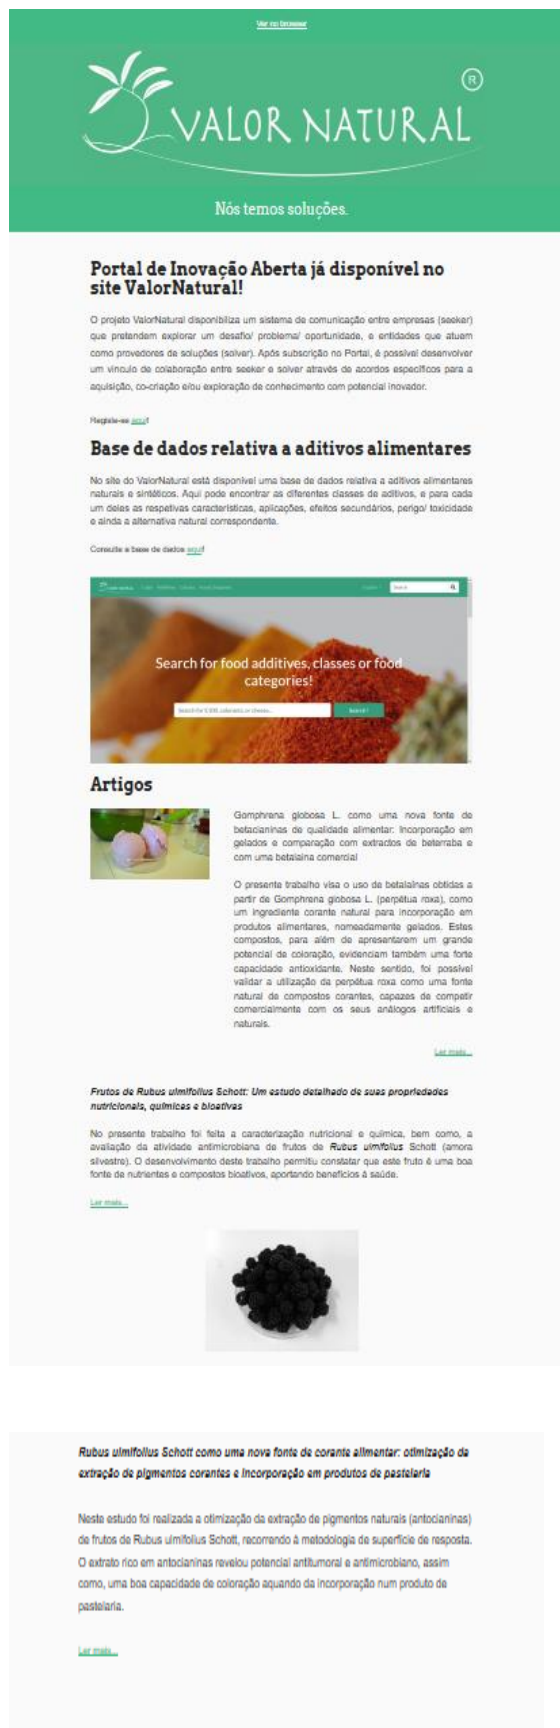 Ver no browser
VALOR NATURAL ®
Nós temos soluções.
Portal de Inovação Aberta já disponível no
site ValorNatural!
O projeto ValorNatural disponibiliza um sistema de comunicação entre empresas (seeker)
que pretendem explorar um desafio/ problema/ oportunidade, e entidades que atuem
como provedores de soluções (solver). Após subscrição no Portal, é possível desenvolver
um vínculo de colaboração entre seeker e solver através de acordos específicos para a
aquisição, co-criação e/ou exploração de conhecimento com potencial inovador.
Registe-se aqui!
Base de dados relativa a aditivos alimentares
No site do ValorNatural está disponível uma base de dados relativa a aditivos alimentares
naturais e sintéticos. Aqui pode encontrar as diferentes classes de aditivos, e para cada
um deles as respetivas características, aplicações, efeitos secundários, perigo/ toxicidade
e ainda a alternativa natural correspondente.
Consulte a base de dados aqui!
Search
Search for food additives, classes or food
categories!
Search for E100, colorants, or cheese...
Search !
Artigos
Gomphrena globosa L. como uma nova fonte de
betacianinas de qualidade alimentar: Incorporação em
gelados e comparação com extractos de beterraba e
com uma betalaína comercial
O presente trabalho visa o uso de betalaínas obtidas a
partir de Gomphrena globosa L. (perpétua roxa), como
um ingrediente corante natural para incorporação em
produtos alimentares, nomeadamente gelados. Estes
compostos, para além de apresentarem um grande
potencial de coloração, evidenciam também uma forte
capacidade antioxidante. Neste sentido, foi possível
validar a utilização da perpétua roxa como uma fonte
natural de compostos corantes, capazes de competir
comercialmente com os seus análogos artificiais e
naturais.
Ler mais...
Frutos de Rubus ulmifolius Schott: Um estudo detalhado de suas propriedades
nutricionais, químicas e bioativas
No presente trabalho foi feita a caracterização nutricional e química, bem como, a
avaliação da atividade antimicrobiana de frutos de Rubus ulmifolius Schott (amora
silvestre). O desenvolvimento deste trabalho permitiu constatar que este fruto é uma boa
fonte de nutrientes e compostos bioativos, aportando benefícios à saúde.
Ler mais...
Rubus ulmifolius Schott como uma nova fonte de corante alimentar: otimização da
extração de pigmentos corantes e incorporação em produtos de pastelaria
Neste estudo foi realizada a otimização da extração de pigmentos naturais (antocianinas)
de frutos de Rubus ulmifolius Schott, recorrendo à metodologia de superfície de resposta.
O extrato rico em antocianinas revelou potencial antitumoral e antimicrobiano, assim
como, uma boa capacidade de coloração aquando da incorporação num produto de
pastelaria.
Ler mais...